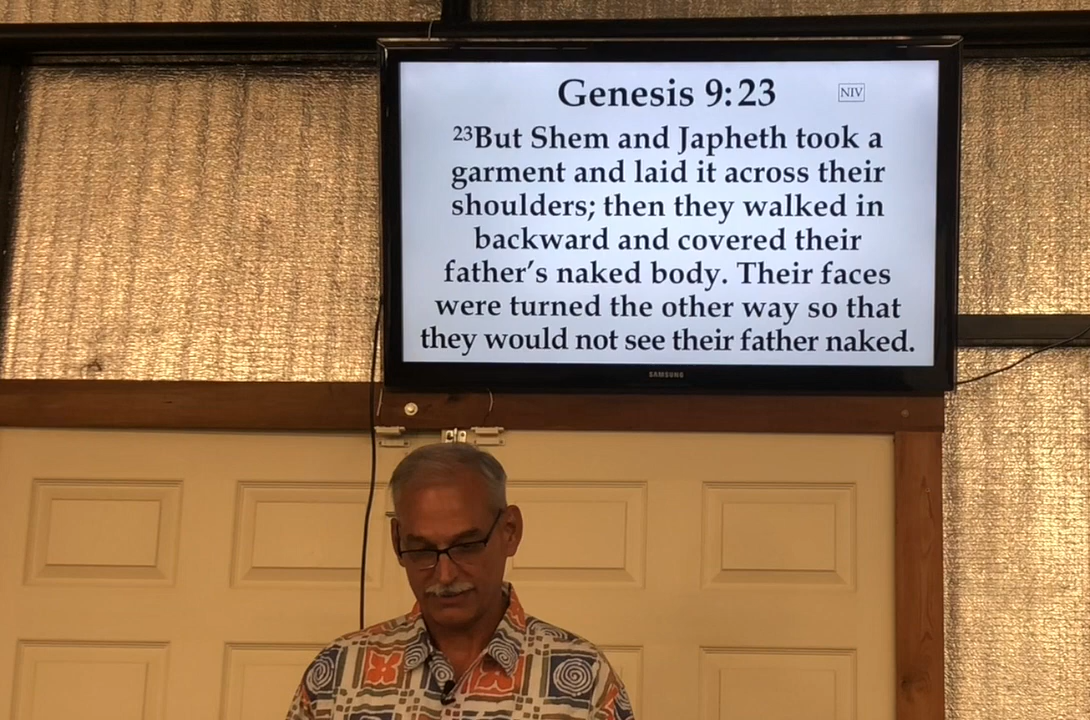 Genesis 9:23 NIV
23But Shem and Japheth took a
garment and laid it across their
shoulders; then they walked in
backward and covered their
father's naked body. Their faces
were turned the other way so that
they would not see their father naked.
SAMSUNG